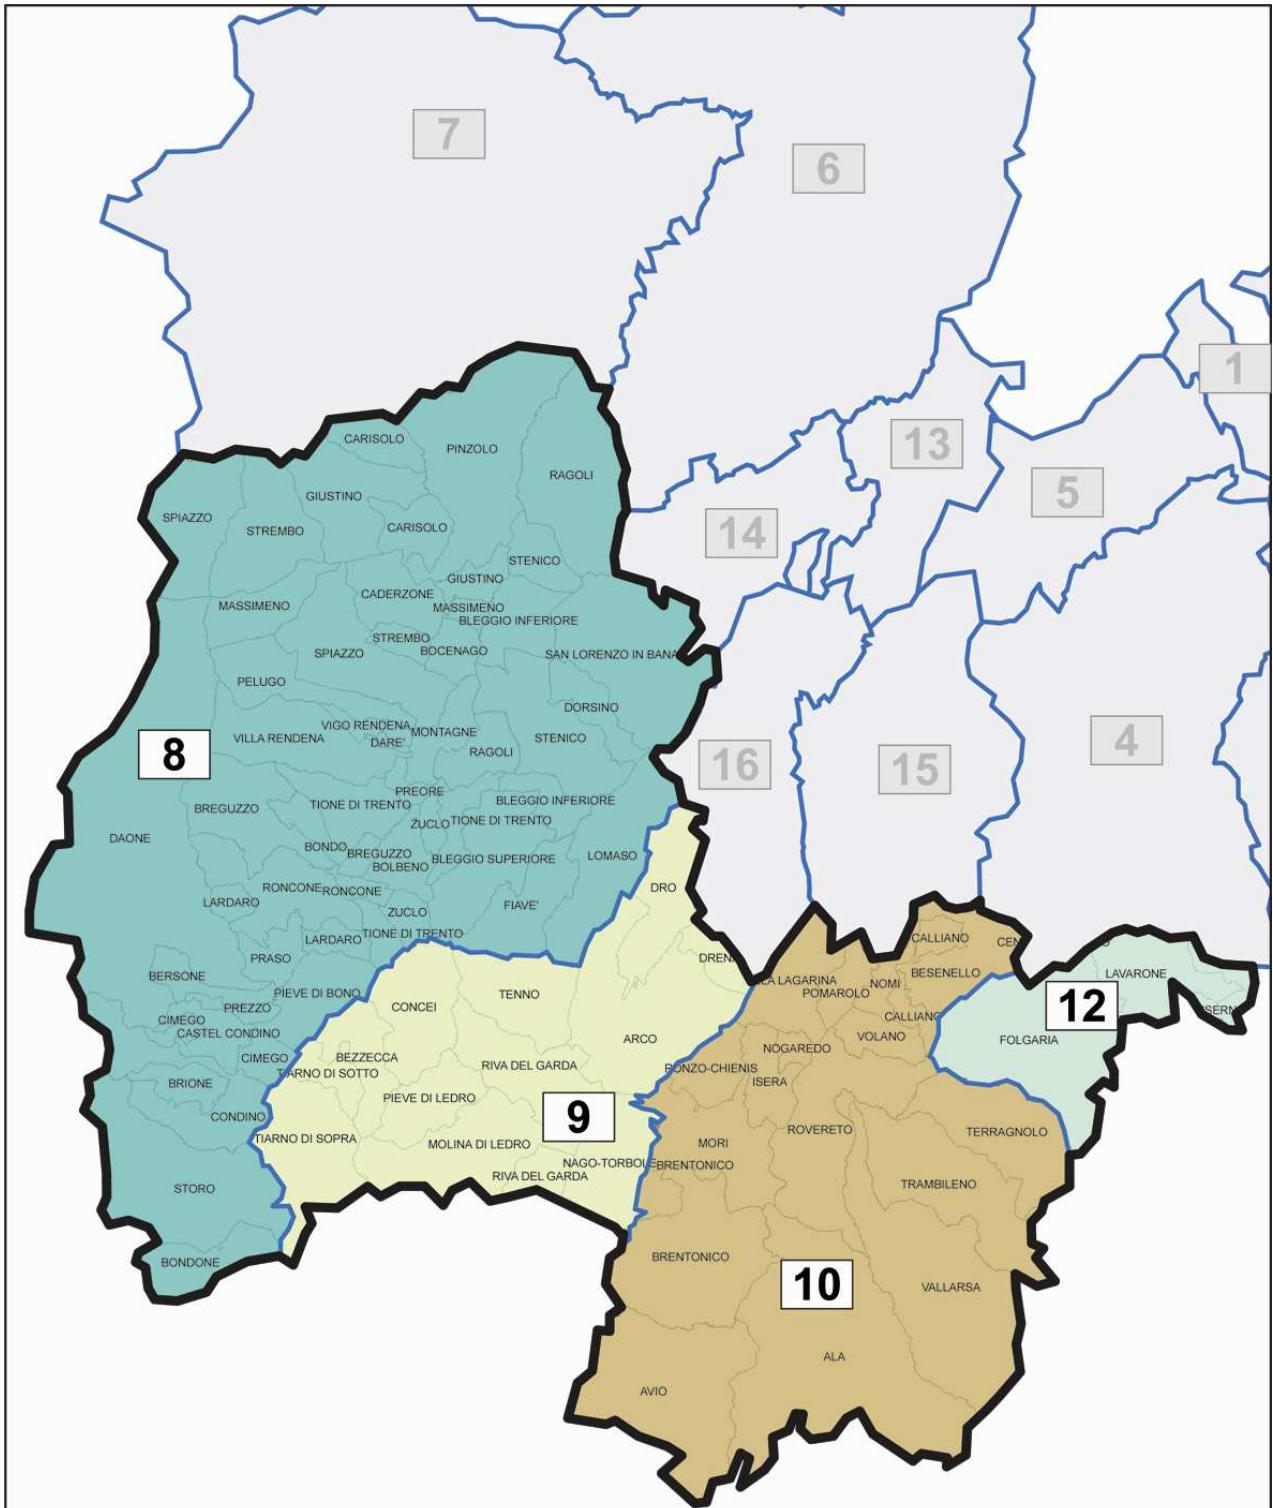 7
6
1
13
5
14
4
16
15
CARISOLO
PINZOLO
RAGOLI
GIUSTINO
SPIAZZO
STREMBO
CARISOLO
STENICO
GIUSTINO
CADERZONE
MASSIMENO
MASSIMENO
BLEGGIO INFERIORE
STREMBO
BOCENAGO
SPIAZZO
SAN LORENZO IN BANA
PELUGO
DORSINO
VIGO RENDENA
MONTAGNE
VILLA RENDENA
DARE'
STENICO
RAGOLI
8
PREORE
BLEGGIO INFERIORE
BREGUZZO
TIONE DI TRENTO
ZUCLO
TIONE DI TRENTO
DAONE
BONDO
BREGUZZO
BOLBENO
BLEGGIO SUPERIORE
LOMASO
RONCONE
RONCONE
LARDARO
ZUCLO
FIAVE'
LARDARO
TIONE DI TRENTO
PRASO
BERSONE
PIEVE DI BONO
PREZZO
CIMEGO
CASTEL CONDINO
CIMEGO
BRIONE
CONDINO
STORO
BONDONE
DRO
DREN
TENNO
CONCEI
ARCO
BEZZECCA
TIARNO DI SOTTO
RIVA DEL GARDA
PIEVE DI LEDRO
9
TIARNO DI SOPRA
MOLINA DI LEDRO
NAGO-TORBOLE
RIVA DEL GARDA
CALLIANO
CEN
BESENELLO
LA LAGARINA
NOMI
POMAROLO
CALLIANO
VOLANO
NOGAREDO
RONZO-CHIENIS
ISERA
ROVERETO
TERRAGNOLO
MORI
BRENTONICO
TRAMBILENO
BRENTONICO
10
VALLARSA
ALA
AVIO
LAVARONE
12
SERN
FOLGARIA